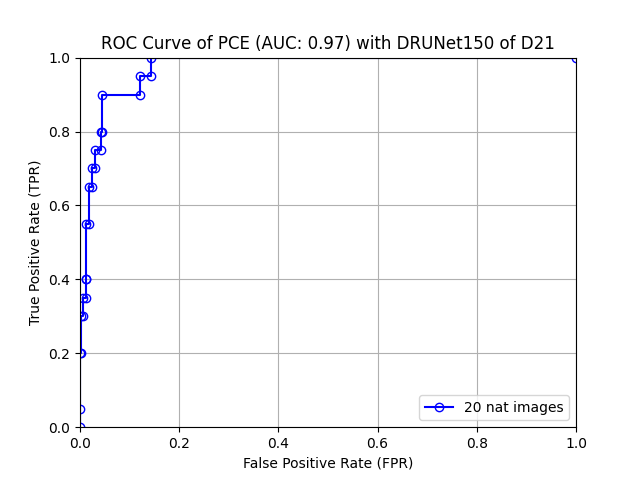 ROC Curve of PCE (AUC: 0.97) with DRUNet150 of D21
True Positive Rate (TPR)
1.0
0.8
0.6
0.4
0.2
0.0
20 nat images
0.0 0.2 0.4 0.6 0.8 1.0
False Positive Rate (FPR)